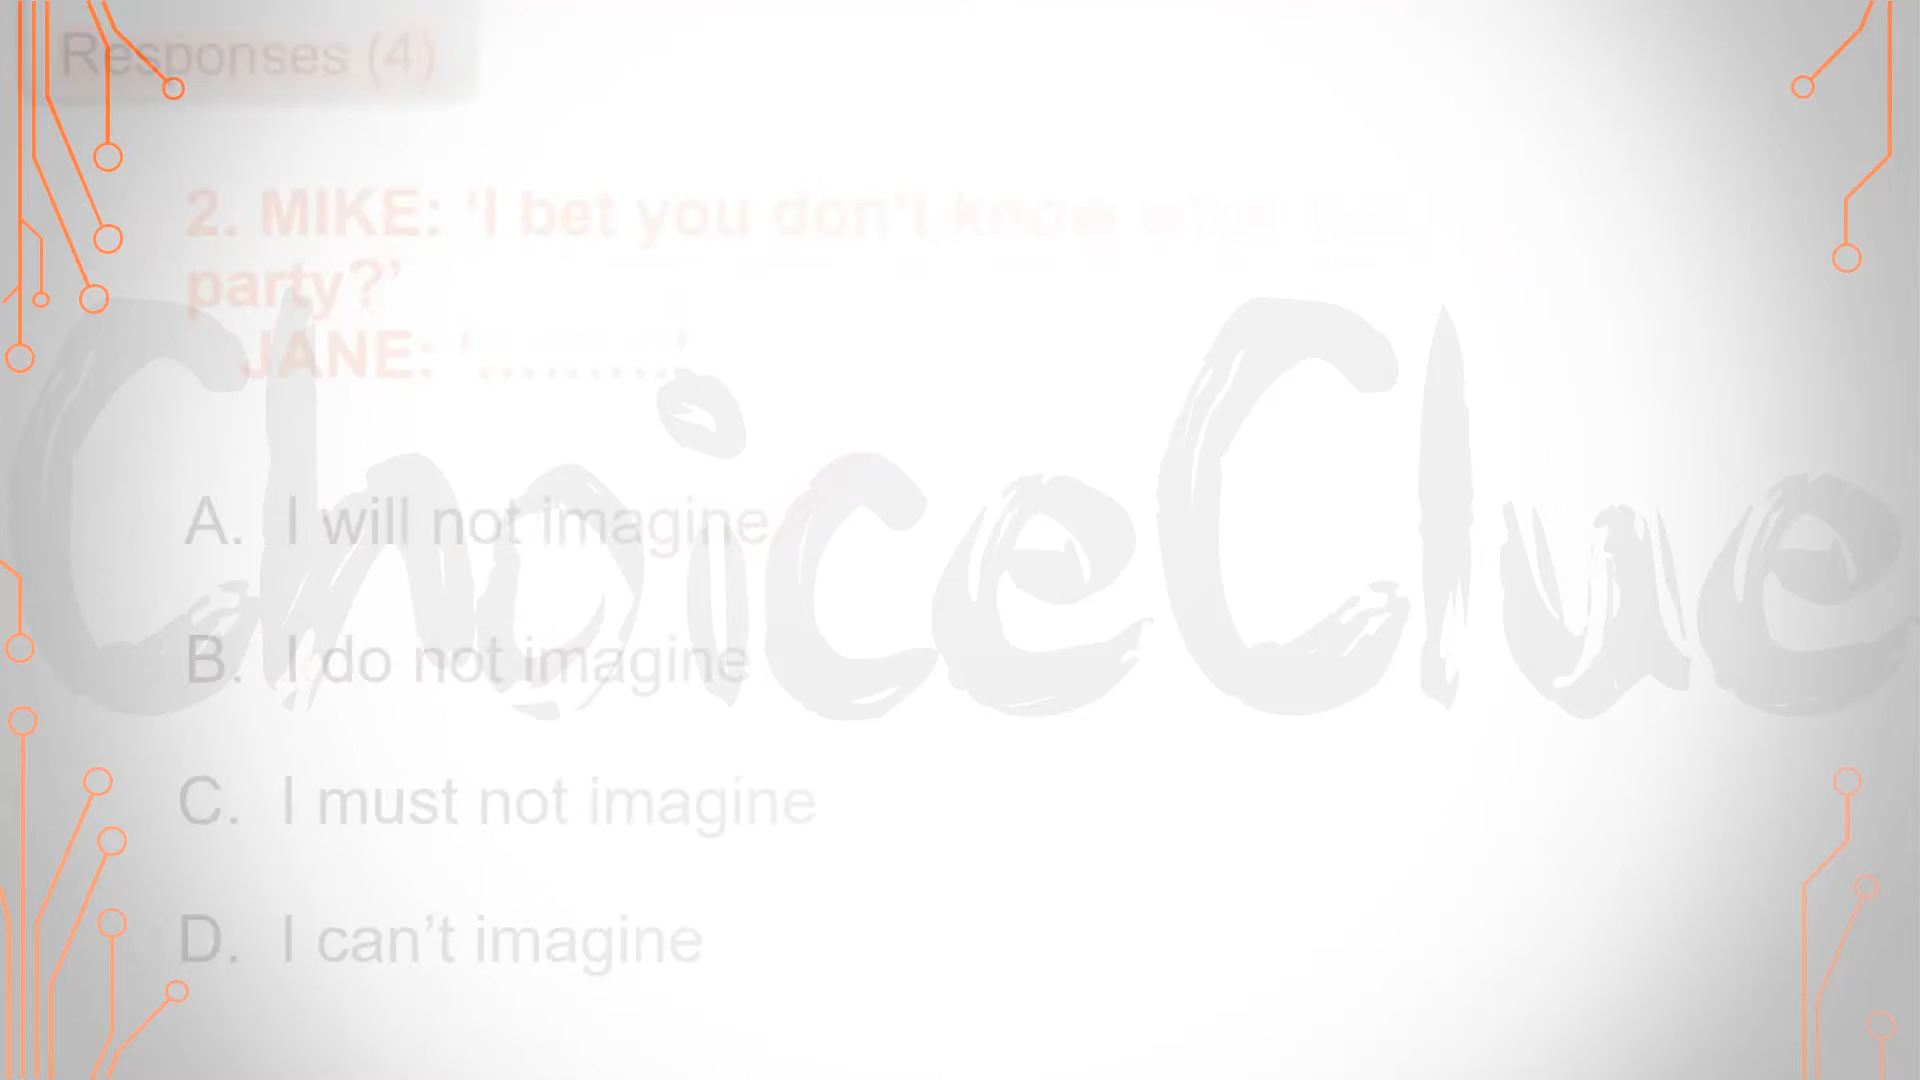 Responses (4)
2. MIKE: ‘I bet you don’t know what
party?’
JANE: ‘..........’
ChoiceClue
A. I will not imagine
B. I do not imagine
C. I must not imagine
D. I can’t imagine